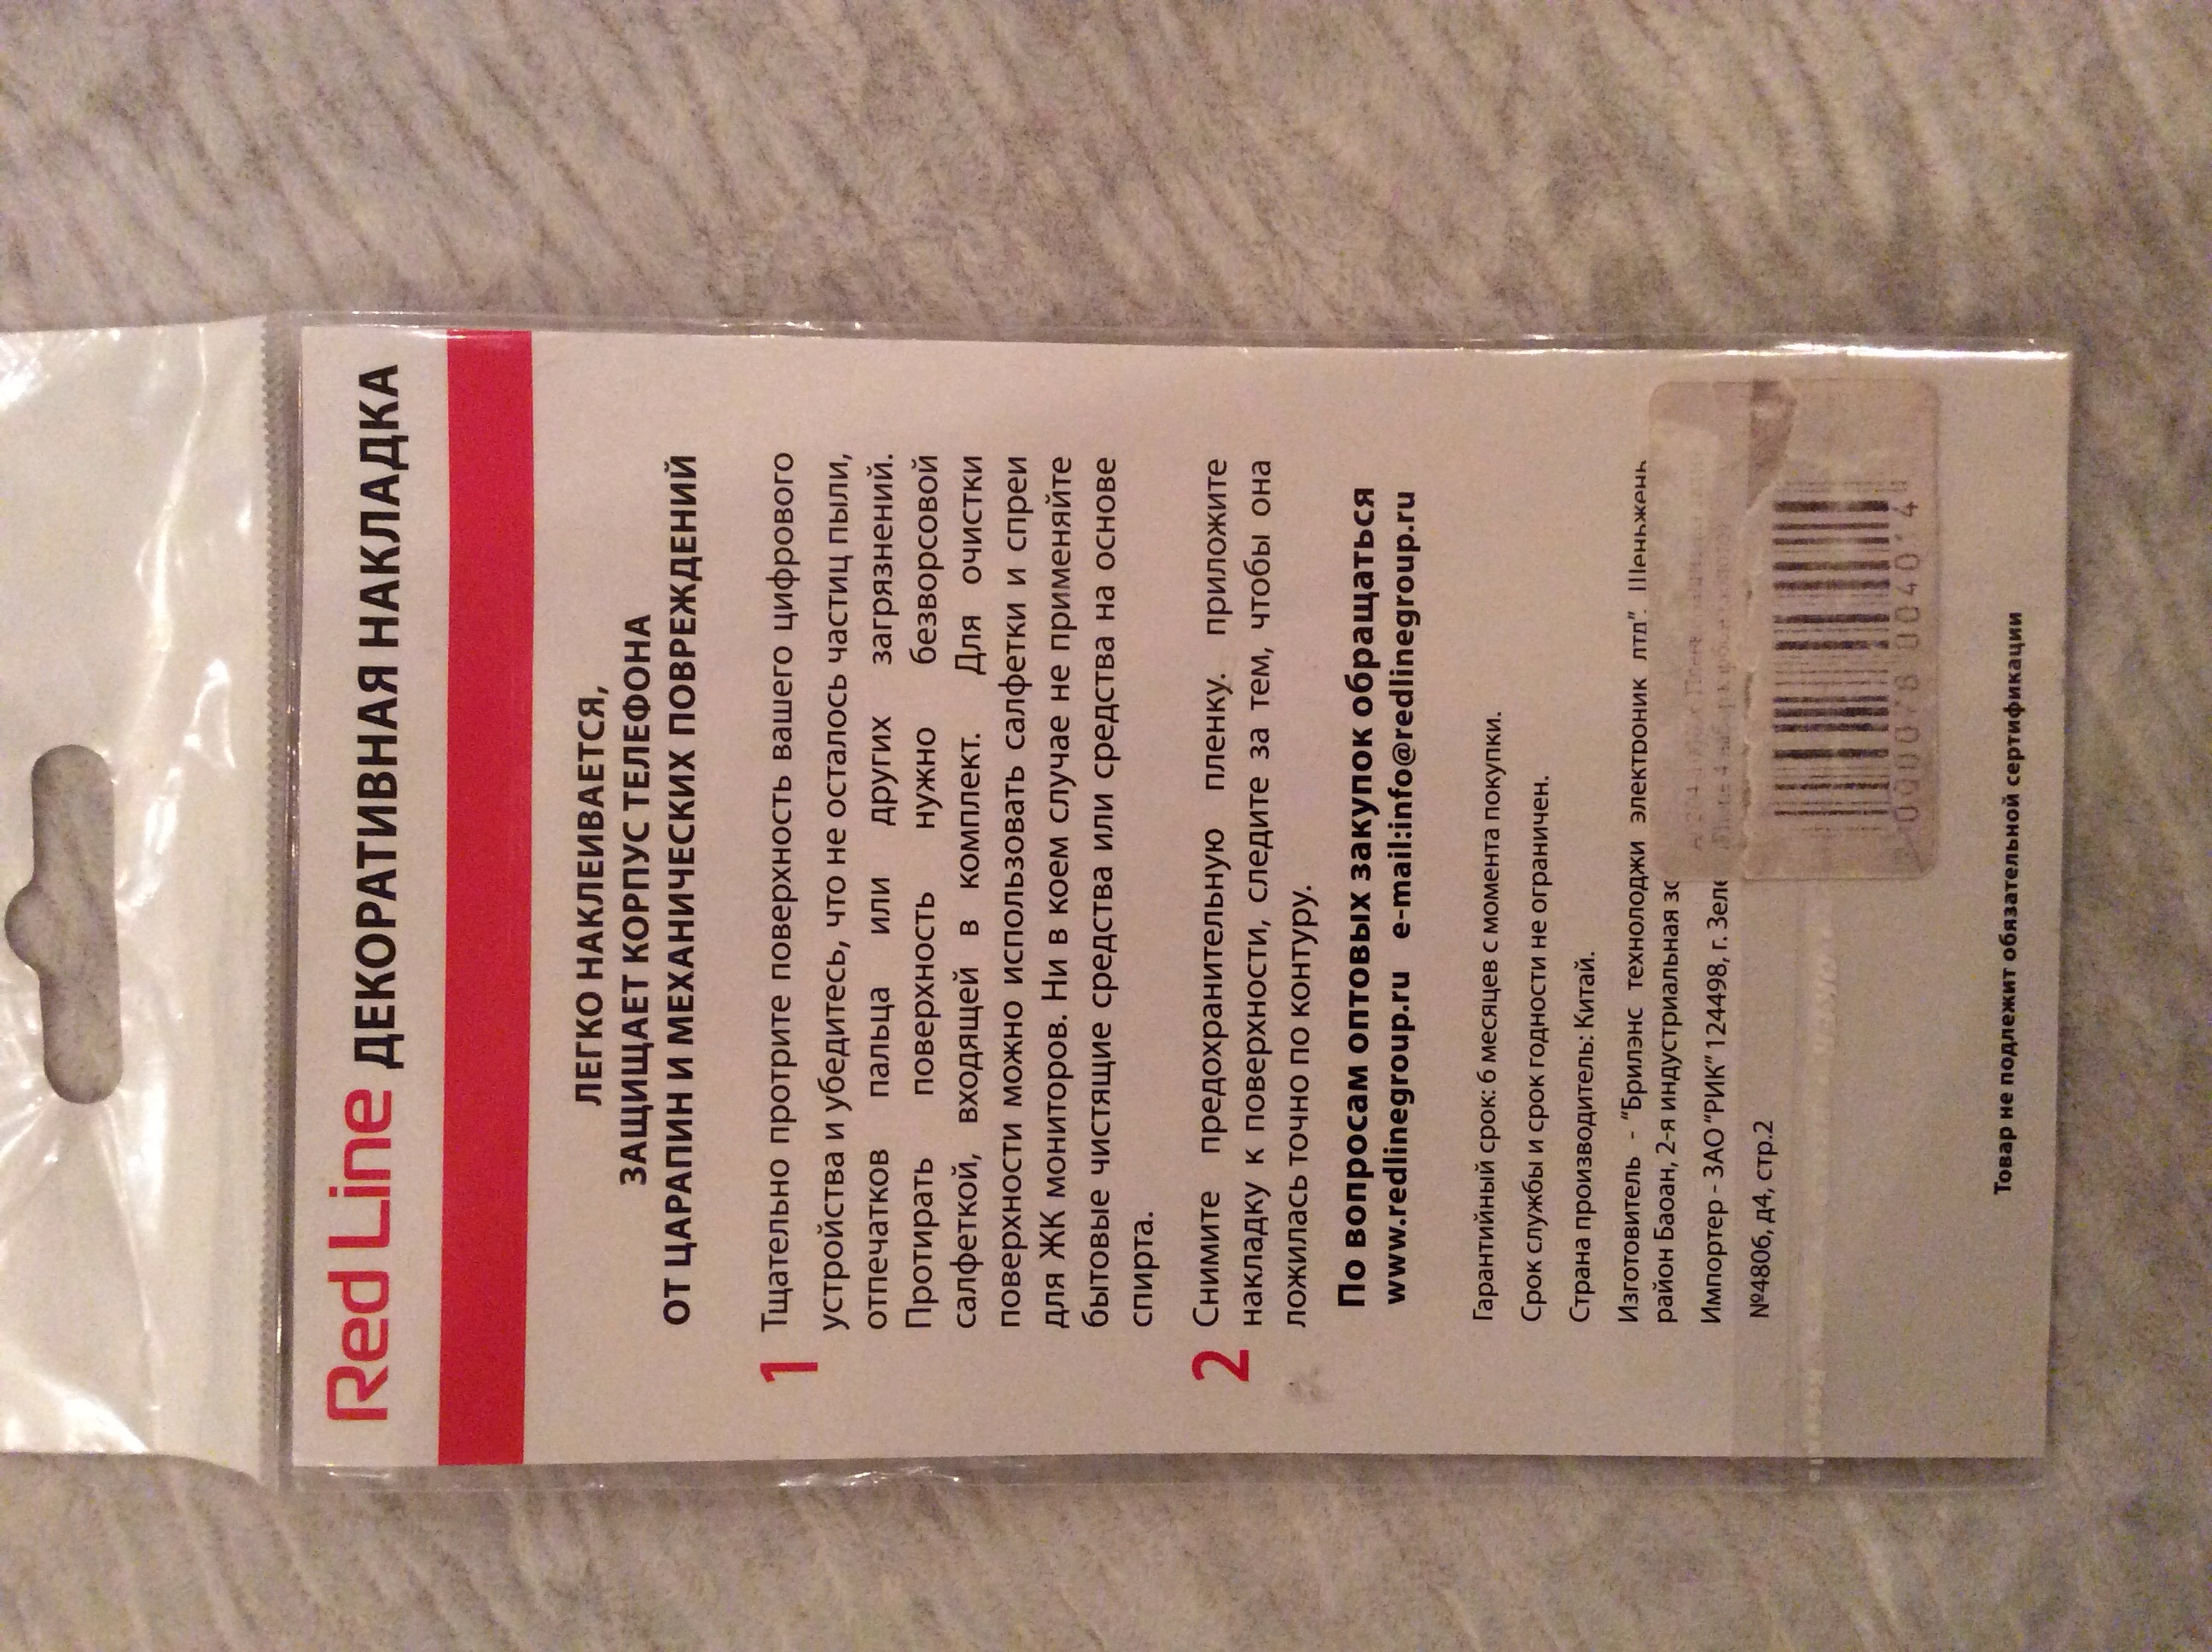 Red Line ДЕКОРАТИВНАЯ НАКЛАДКА
ЛЕГКО НАКЛЕИВАЕТСЯ,
ЗАЩИЩАЕТ КОРПУС ТЕЛЕФОНА
ОТ ЦАРАПИН И МЕХАНИЧЕСКИХ ПОВРЕЖДЕНИЙ
1 Тщательно протрите поверхность вашего цифрового
устройства и убедитесь, что не осталось частиц пыли,
отпечатков пальца или других загрязнений.
Протирать поверхность нужно безворсовой
салфеткой, входящей в комплект. Для очистки
поверхности можно использовать салфетки и спреи
для ЖК мониторов. Ни в коем случае не применяйте
бытовые чистящие средства или средства на основе
спирта.
2 Снимите предохранительную пленку. приложите
накладку к поверхности, следите за тем, чтобы она
ложилась точно по контуру.
По вопросам оптовых закупок обращаться
www.redlinegroup.ru e-mail:info@redlinegroup.ru
Гарантийный срок: 6 месяцев с момента покупки.
Срок службы и срок годности не ограничен.
Страна производитель: Китай.
Изготовитель - "Брилэнс технолоджи электроник лтд". Шеньжень
район Баоан, 2-я индустриальная
Импортер - ЗАО "РИК" 124498, г.
№4806, д4, стр.2
000078 0040 4
Товар не подлежит обязательной сертификации